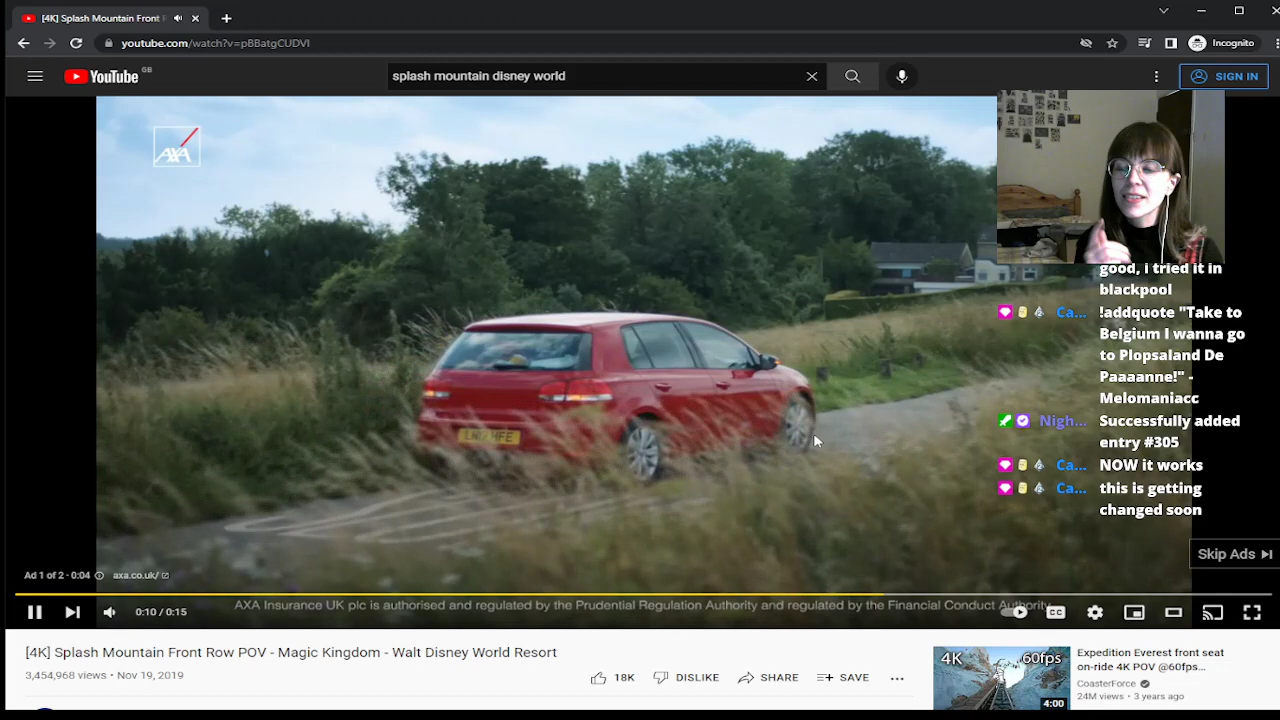 [4K] Splash Mountain Front R
youtube.com/watch?v=pBBatgCUDVI
Incognito
YouTube GB
splash mountain disney world
SIGN IN
AXA
good, i tried it in
blackpool
Ca... !addquote "Take to
Belgium I wanna go
to Plopsaland De
Paaaanne!" -
Melomaniacc
Nigh... Successfully added
entry #305
Ca... NOW it works
Ca... this is getting
changed soon
Skip Ads
Ad 1 of 2 · 0:04 axa.co.uk/
0:10 / 0:15
AXA Insurance UK plc is authorised and regulated by the Prudential Regulation Authority and regulated by the Financial Conduct Authority.
CC
[4K] Splash Mountain Front Row POV - Magic Kingdom - Walt Disney World Resort
3,454,968 views • Nov 19, 2019
18K DISLIKE SHARE SAVE
4K 60fps
4:00
Expedition Everest front seat
on-ride 4K POV @60fps...
CoasterForce
24M views • 3 years ago